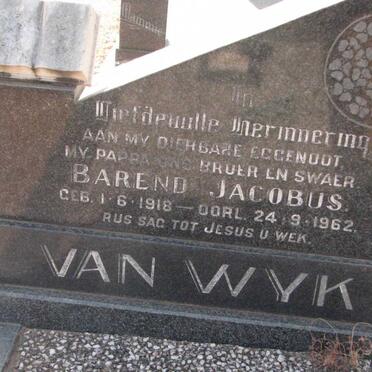 In
Liefdevolle Herinnering
AAN MY DIERBARE EGGENOOT
MY PAPPA ONS BRUER EN SWAER
BAREND JACOBUS
GEB. 1-6-1918 — OORL. 24-9-1962.
RUS SAG TOT JESUS U WEK.
VAN WYK